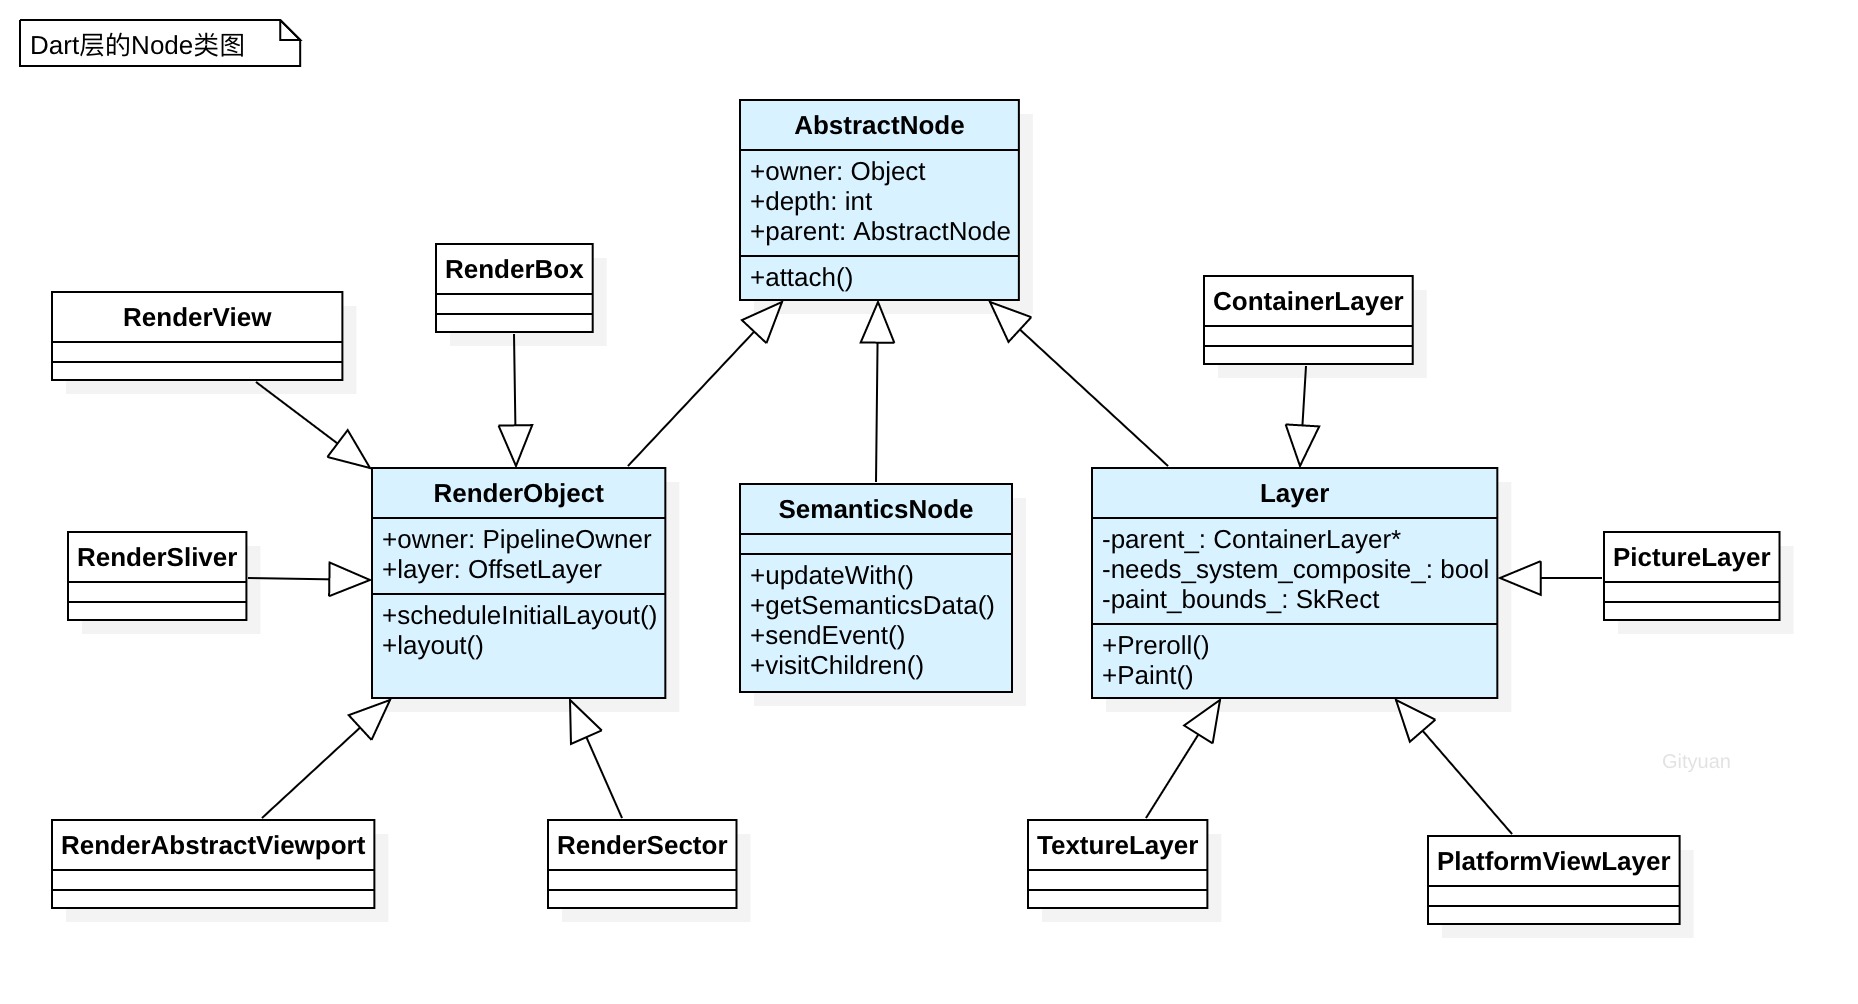 Dart层的Node类图
AbstractNode
+owner: Object
+depth: int
+parent: AbstractNode
+attach()
RenderBox
RenderView
ContainerLayer
RenderObject
+owner: PipelineOwner
+layer: OffsetLayer
+scheduleInitialLayout()
+layout()
SemanticsNode
+updateWith()
+getSemanticsData()
+sendEvent()
+visitChildren()
Layer
-parent_: ContainerLayer*
-needs_system_composite_: bool
-paint_bounds_: SkRect
+Preroll()
+Paint()
RenderSliver
PictureLayer
Gityuan
RenderAbstractViewport
RenderSector
TextureLayer
PlatformViewLayer